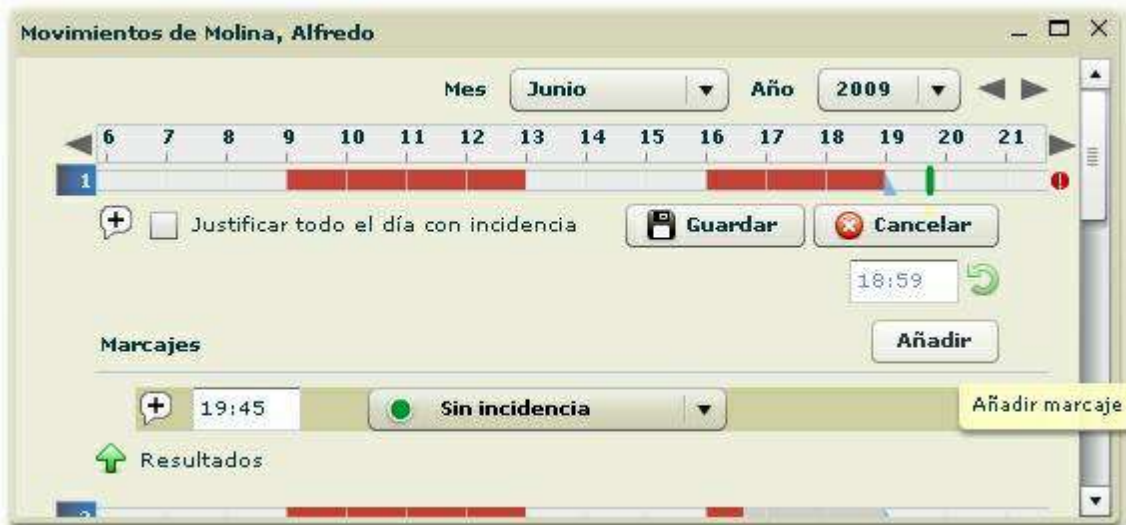 Movimientos de Molina, Alfredo
Mes Junio Año 2009
6 7 8 9 10 11 12 13 14 15 16 17 18 19 20 21
1
Justificar todo el día con incidencia Guardar Cancelar
18:59
Marcajes Añadir
19:45 Sin incidencia
Añadir marcaje
Resultados